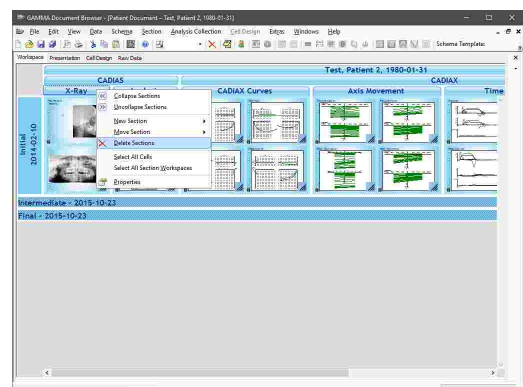 GAMMA Document Browser - [Patient Document - Test, Patient 2, 1980-01-31]
File Edit View Data Schema Section Analysis Collection Cell Design Extras Windows Help
Scheme Template:
Workspace Presentation Cell Design Raw Data
Test, Patient 2, 1980-01-31
CADIAS CADIAX
X-Ray CADIAX Curves Axis Movement Time
Collapse Sections
Uncollapse Sections
New Section
Move Section
Delete Sections
Select All Cells
Select All Section Workspaces
Properties
Initial
2014-02-10
Intermediate - 2015-10-23
Final - 2015-10-23